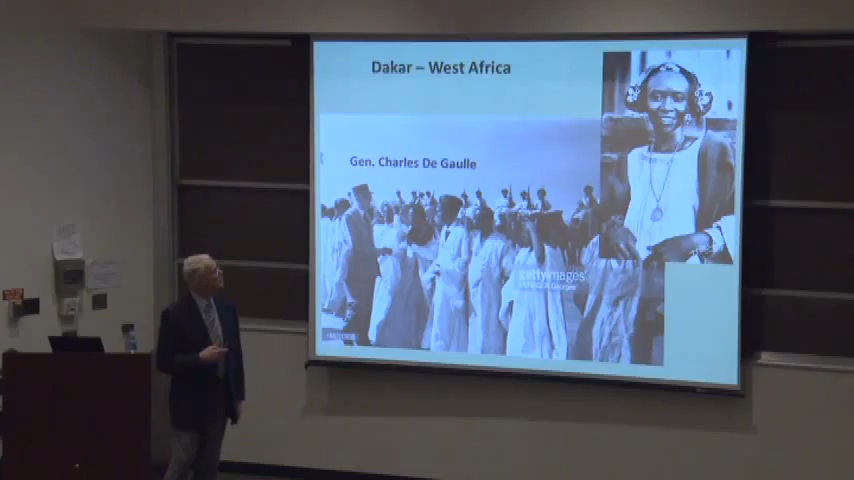 Dakar – West Africa
Gen. Charles De Gaulle
gettyimages